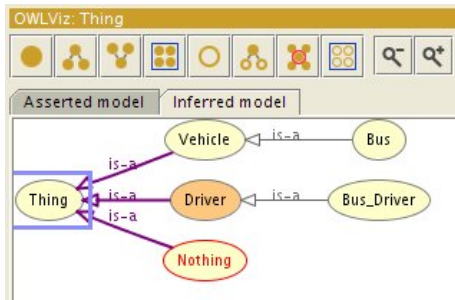 OWLViz: Thing
Asserted model
Inferred model
Vehicle
is-a
Bus
is-a
Thing
is-a
Driver
is-a
Bus_Driver
is-a
Nothing